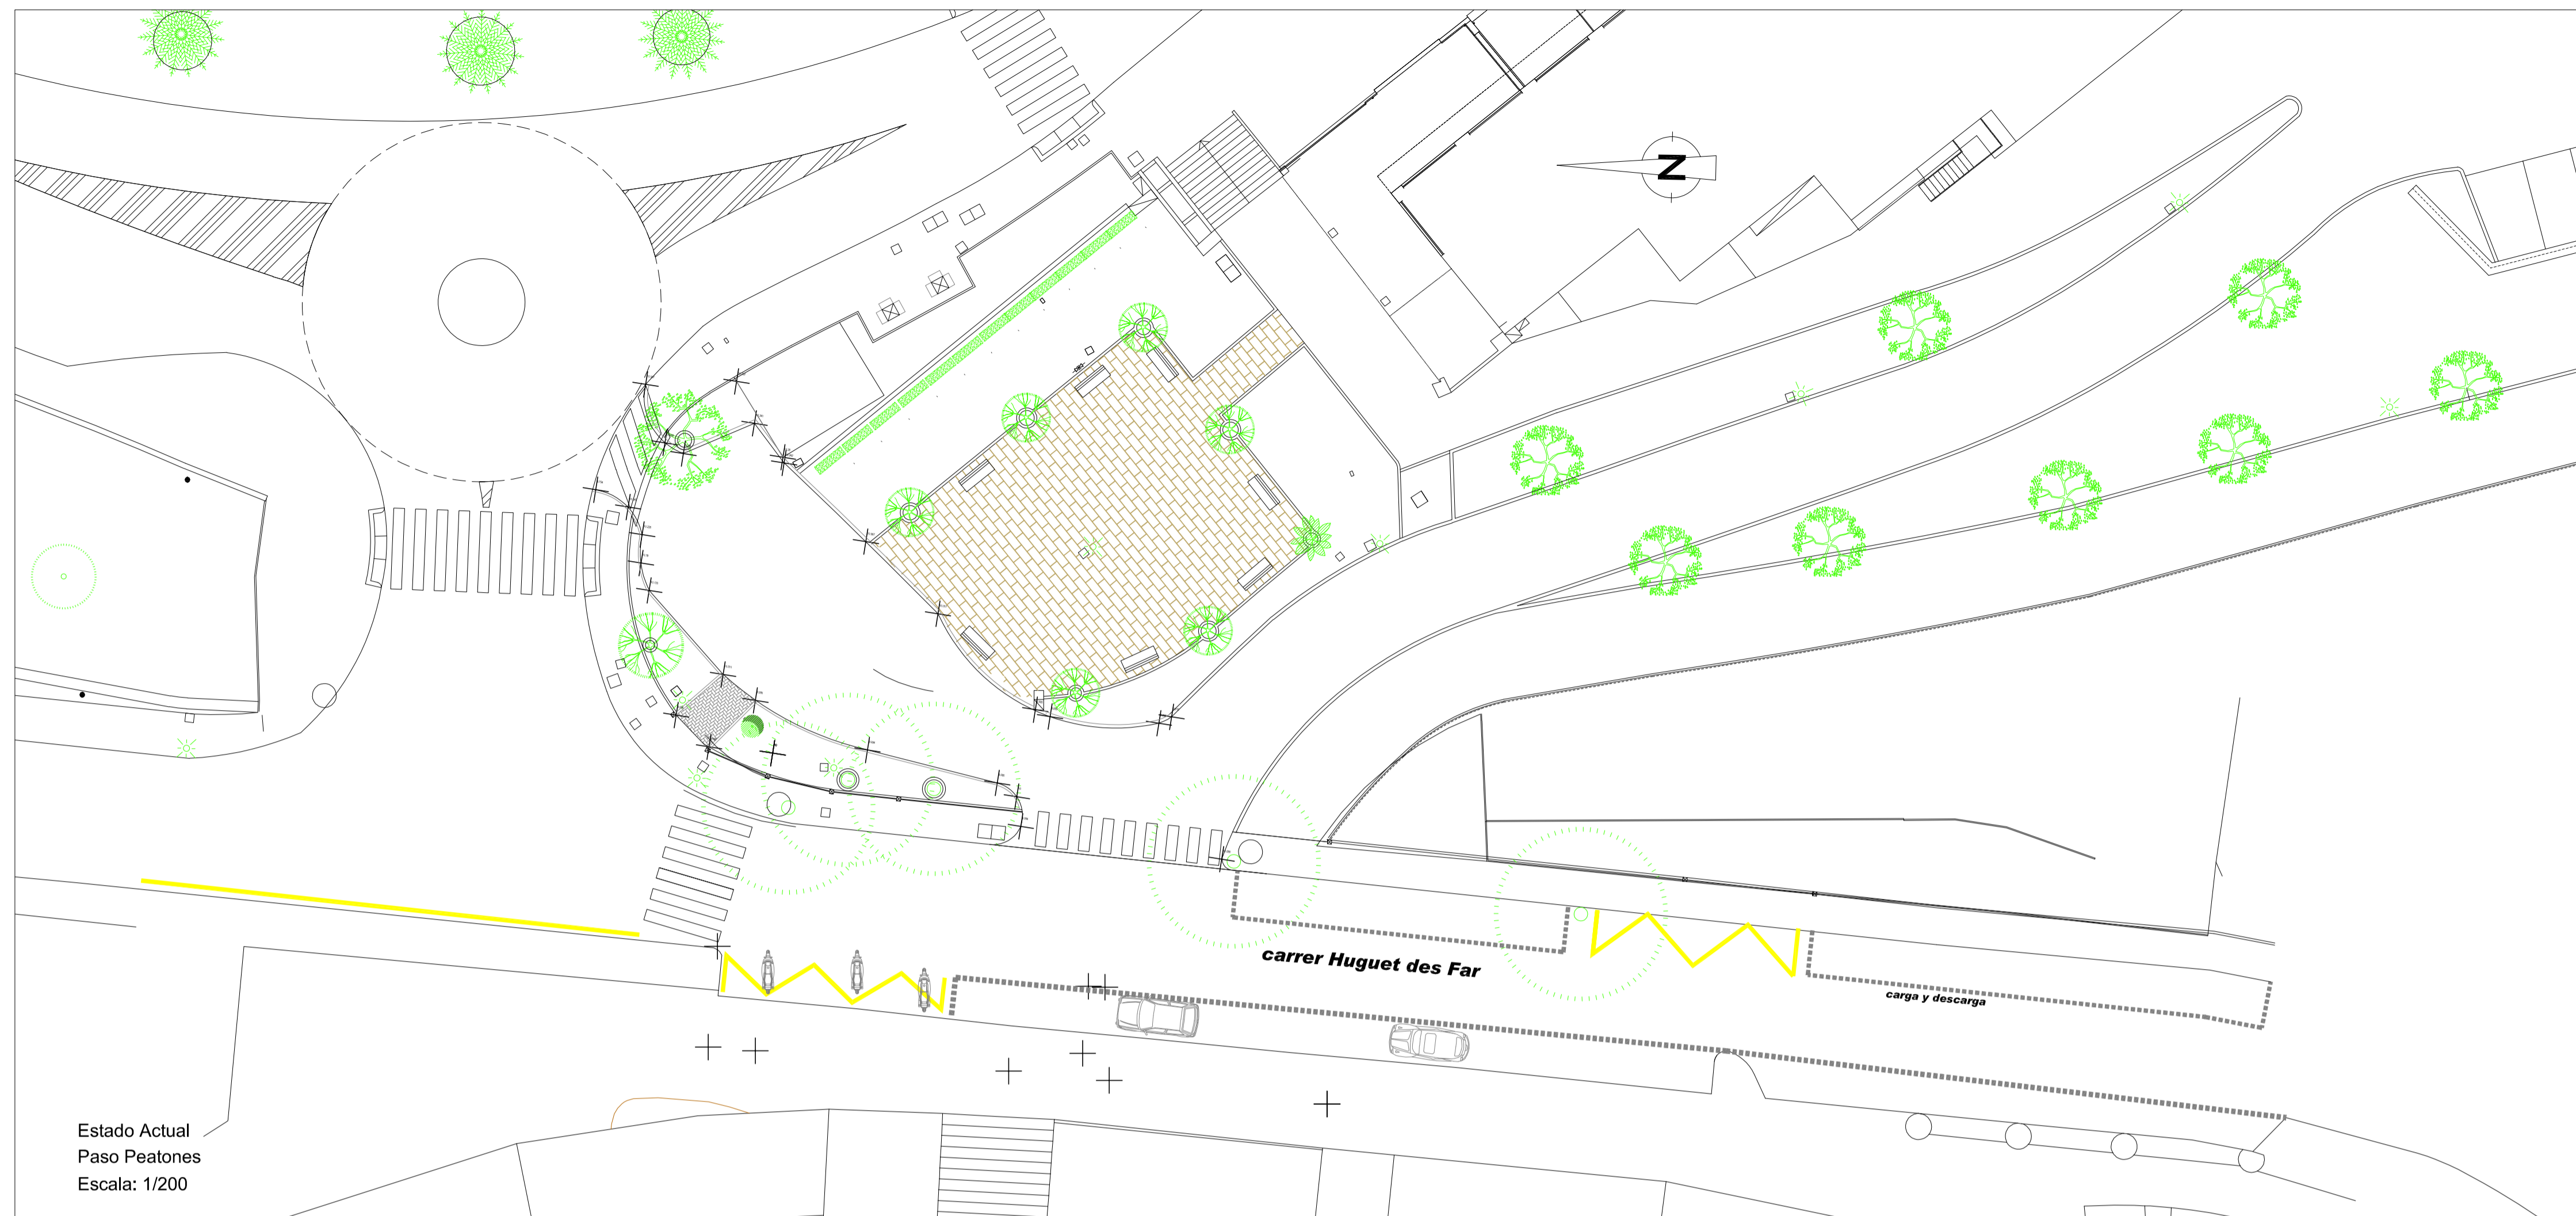 N
carrer Huguet des Far
carga y descarga
Estado Actual
Paso Peatones
Escala: 1/200